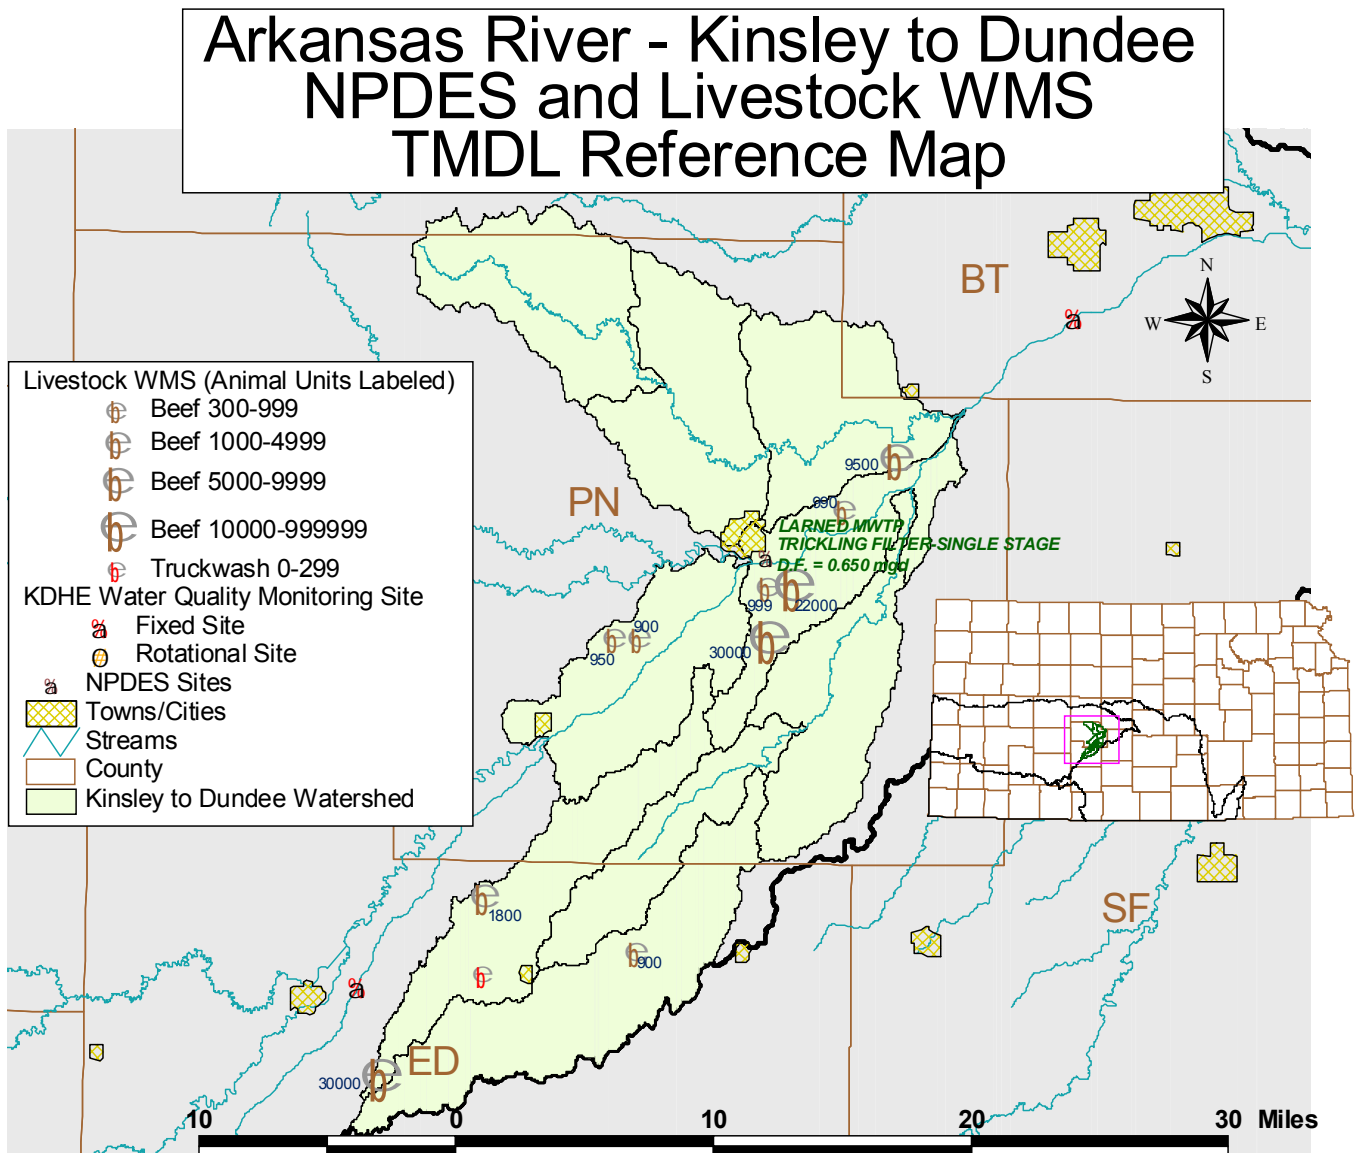 Arkansas River - Kinsley to Dundee
NPDES and Livestock WMS
TMDL Reference Map
BT
N
W E
S
Livestock WMS (Animal Units Labeled)
Beef 300-999
Beef 1000-4999
Beef 5000-9999
Beef 10000-999999
Truckwash 0-299
KDHE Water Quality Monitoring Site
Fixed Site
Rotational Site
NPDES Sites
Towns/Cities
Streams
County
Kinsley to Dundee Watershed
PN
9500
990
LARNED MWTP
TRICKLING FILTER-SINGLE STAGE
D.F. = 0.650 mgd
999
22000
900
950
30000
1800
900
SF
ED
30000
10 0 10 20 30 Miles